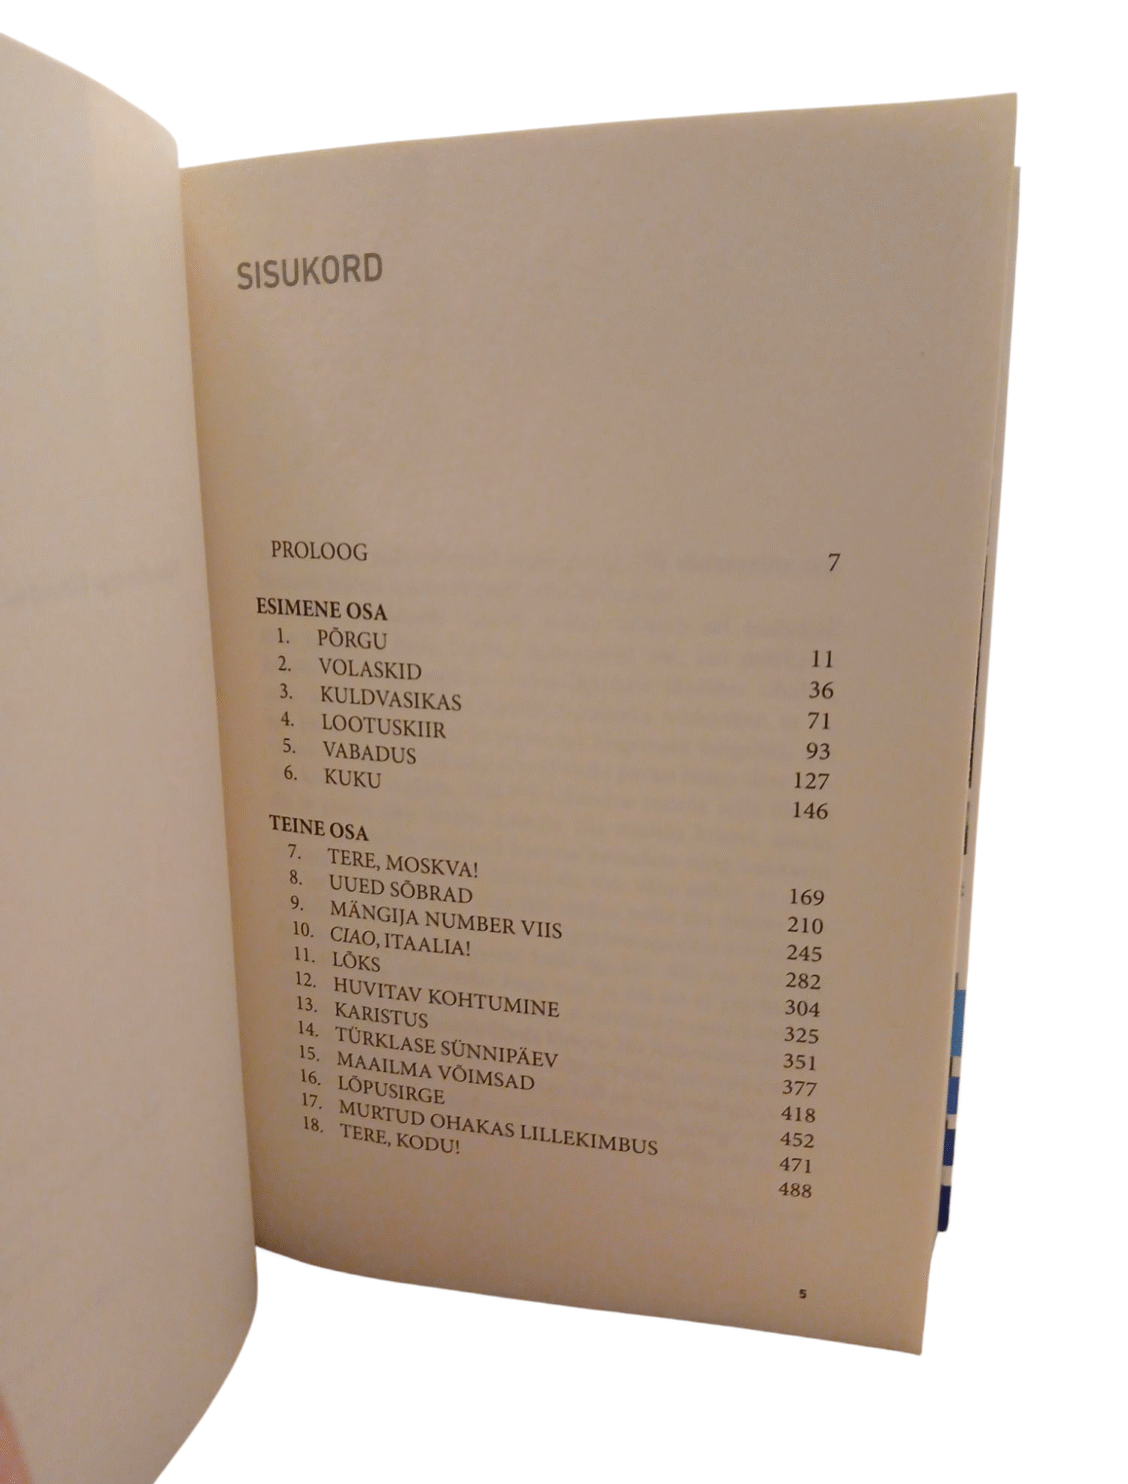 SISUKORD
PROLOOG 7
ESIMENE OSA
1. PÕRGU 11
2. VOLASKID 36
3. KULDVASIKAS 71
4. LOOTUSKIIR 93
5. VABADUS 127
6. KUKU 146
TEINE OSA
7. TERE, MOSKVA! 169
8. UUED SÕBRAD 210
9. MÄNGIJA NUMBER VIIS 245
10. CIAO, ITAALIA! 282
11. LÕKS 304
12. HUVITAV KOHTUMINE 325
13. KARISTUS 351
14. TÜRKLASE SÜNNIPÄEV 377
15. MAAILMA VÕIMSAD 418
16. LÕPUSIRGE 452
17. MURTUD OHAKAS LILLEKIMBUS 471
18. TERE, KODU! 488
5